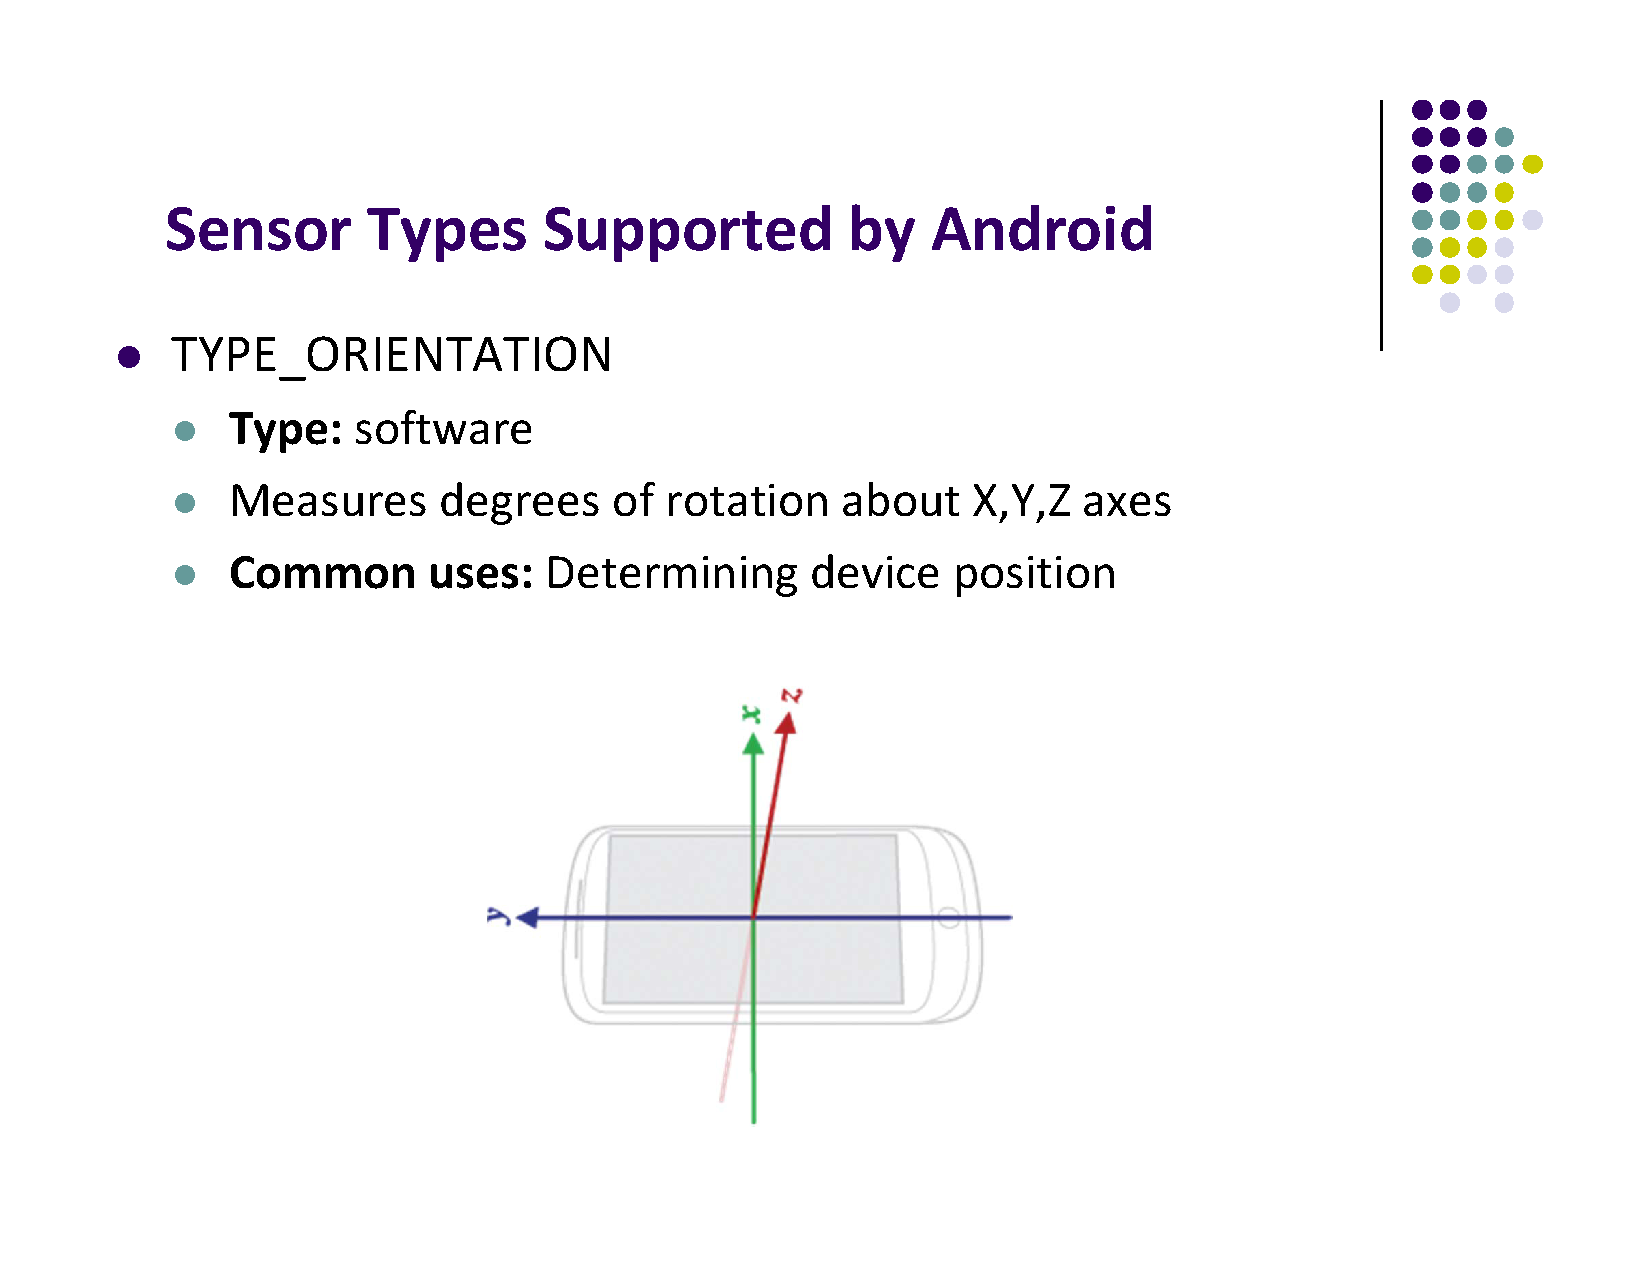 Sensor Types Supported by Android
TYPE_ORIENTATION
Type: software
Measures degrees of rotation about X,Y,Z axes
Common uses: Determining device position
z
x
y